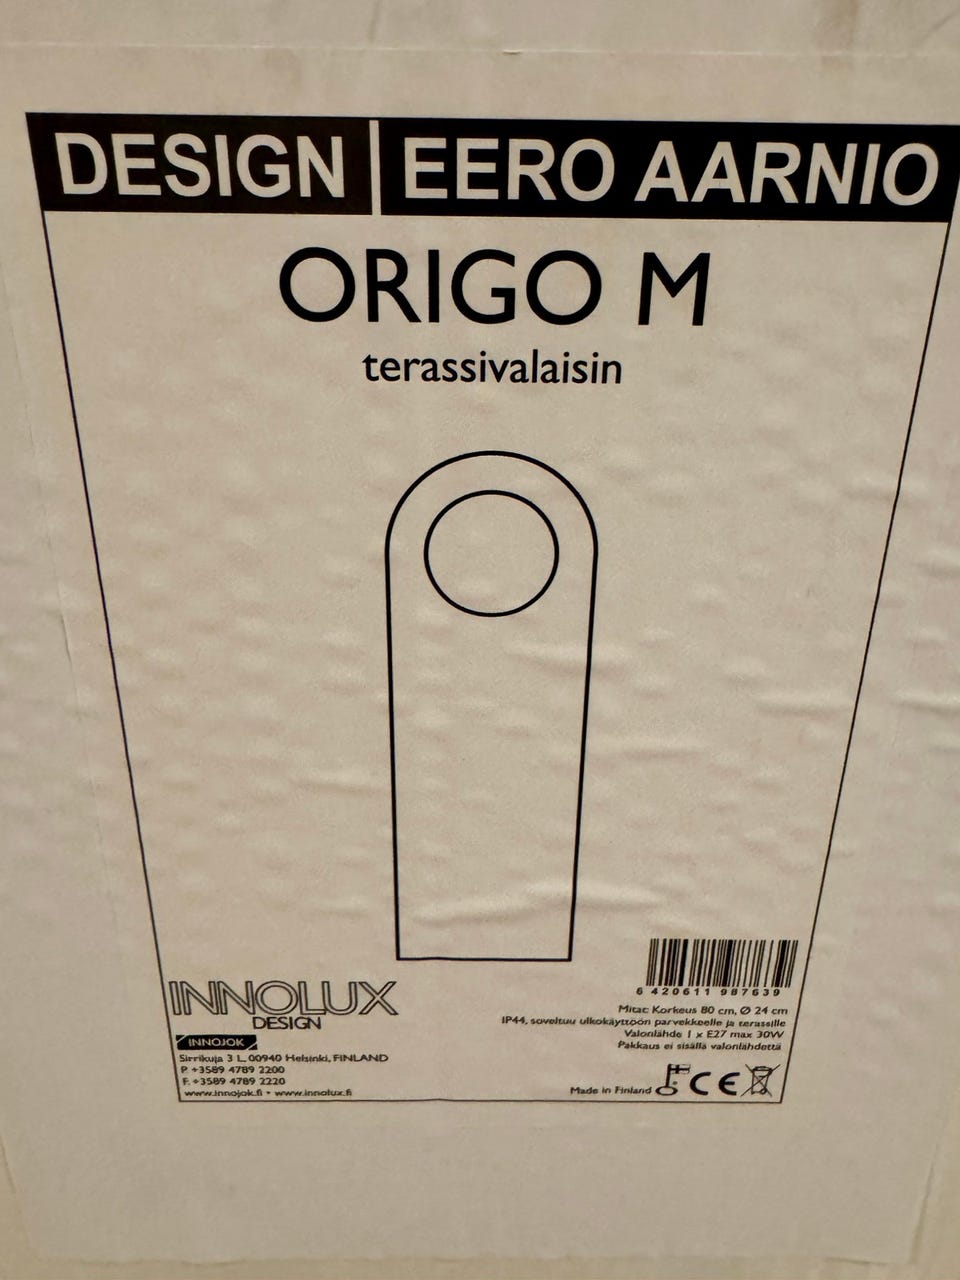 DESIGN | EERO AARNIO
ORIGO M
terassivalaisin
INNOLUX
DESIGN
INNOJOK
Sirrikuja 3 L, 00940 Helsinki, FINLAND
P. +3589 4789 2200
F. +3589 4789 2220
www.innojok.fi • www.innolux.fi
6 420611 987639
Mitat: Korkeus 80 cm, Ø 24 cm
IP44, soveltuu ulkokäyttöön parvekkeelle ja terassille
Valonlähde 1 x E27 max 30W
Pakkaus ei sisällä valonlähdettä
Made in Finland CE